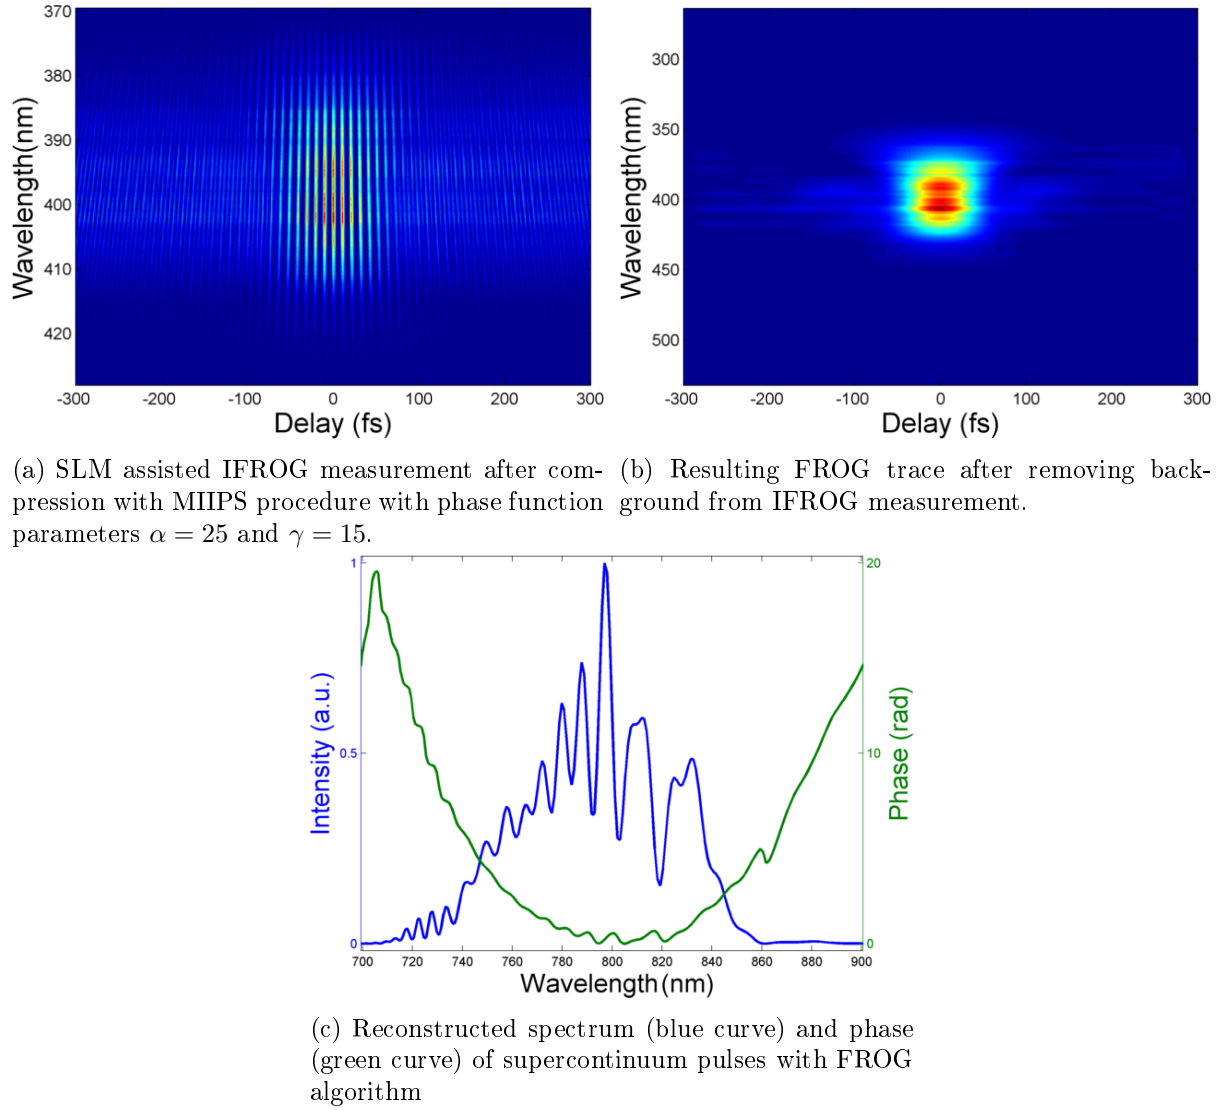 370
380
390
400
410
420
Wavelength(nm)
-300 -200 -100 0 100 200 300
Delay (fs)
300
350
400
450
500
Wavelength(nm)
-300 -200 -100 0 100 200 300
Delay (fs)
(a) SLM assisted IFROG measurement after com-
pression with MIIPS procedure with phase function
parameters α = 25 and γ = 15.
(b) Resulting FROG trace after removing back-
ground from IFROG measurement.
1
0.5
0
Intensity (a.u.)
20
10
0
Phase (rad)
700 720 740 760 780 800 820 840 860 880 900
Wavelength(nm)
(c) Reconstructed spectrum (blue curve) and phase
(green curve) of supercontinuum pulses with FROG
algorithm